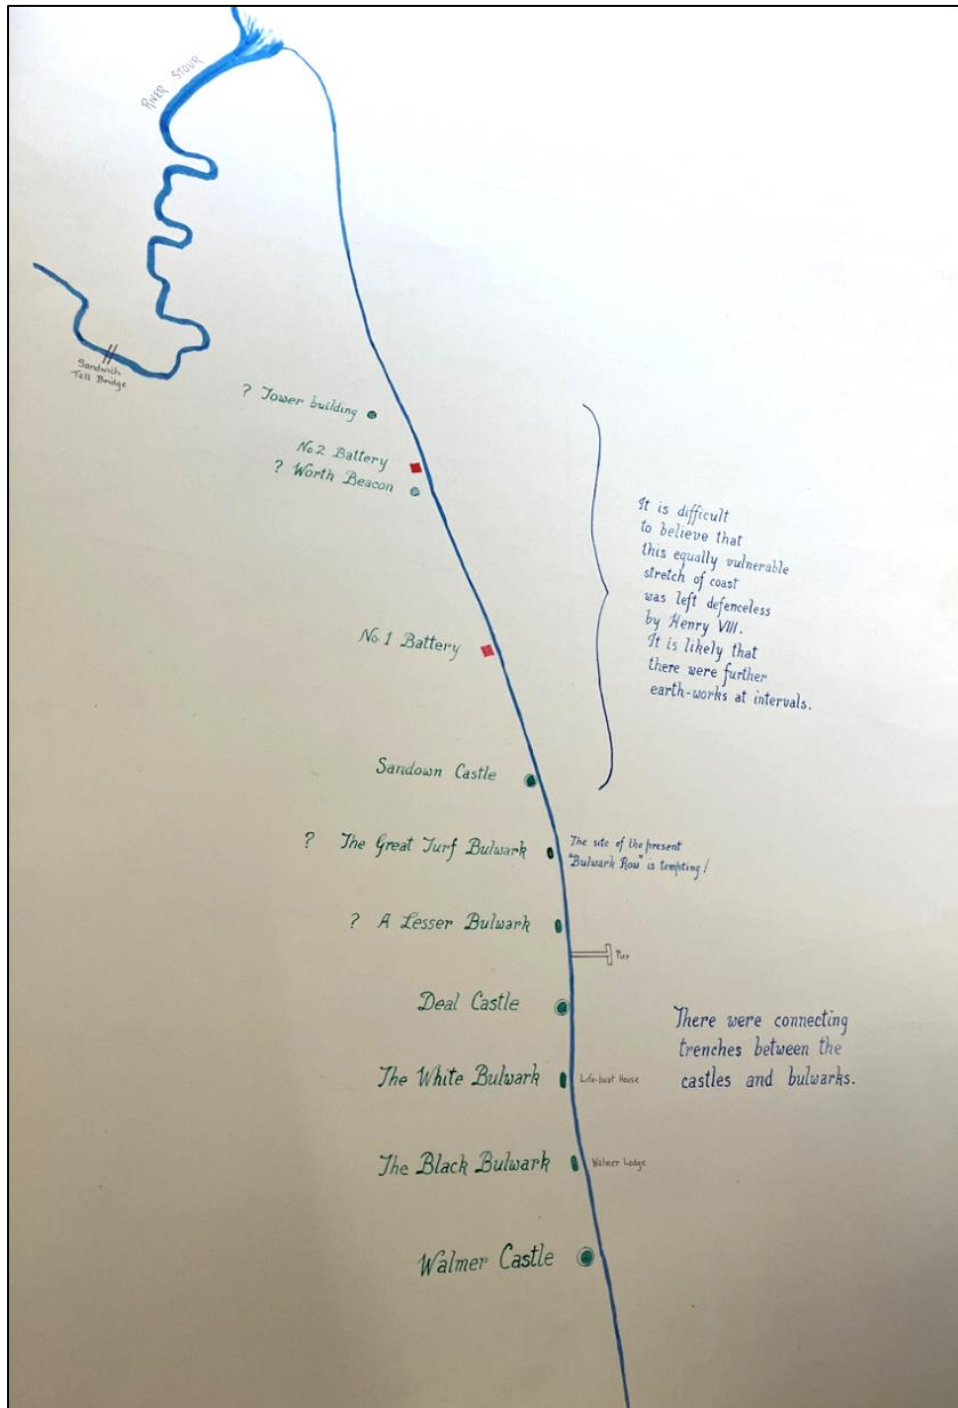 RIVER STOUR
Sandwich
Toll Bridge
? Tower building
No. 2 Battery
? Worth Beacon
It is difficult
to believe that
this equally vulnerable
stretch of coast
was left defenceless
by Henry VIII.
It is likely that
there were further
earth-works at intervals.
No. 1 Battery
Sandown Castle
? The Great Turf Bulwark
The site of the present
"Bulwark Row" is tempting!
? A Lesser Bulwark
Pier
Deal Castle
There were connecting
trenches between the
castles and bulwarks.
The White Bulwark
Life-boat House
The Black Bulwark
Walmer Lodge
Walmer Castle